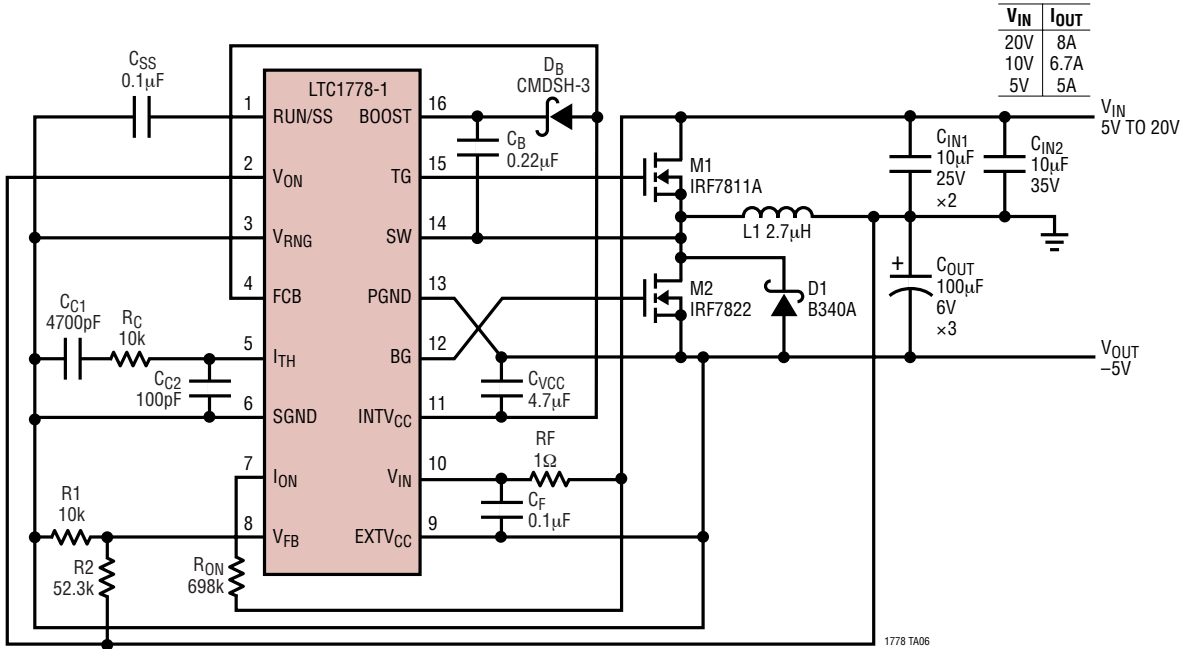 VIN IOUT
20V 8A
10V 6.7A
5V 5A
VIN
5V TO 20V
CSS
0.1µF
DB
CMDSH-3
LTC1778-1
1 RUN/SS BOOST 16
CB
0.22µF
CIN1
10µF
25V
×2
CIN2
10µF
35V
2 VON TG 15
M1
IRF7811A
3 VRNG SW 14
L1 2.7µH
4 FCB PGND 13
M2
IRF7822
D1
B340A
+
COUT
100µF
6V
×3
CC1
4700pF
RC
10k
5 ITH BG 12
VOUT
–5V
CC2
100pF
CVCC
4.7µF
6 SGND INTVCC 11
RF
1Ω
7 ION VIN 10
CF
0.1µF
R1
10k
8 VFB EXTVCC 9
R2
52.3k
RON
698k
1778 TA06